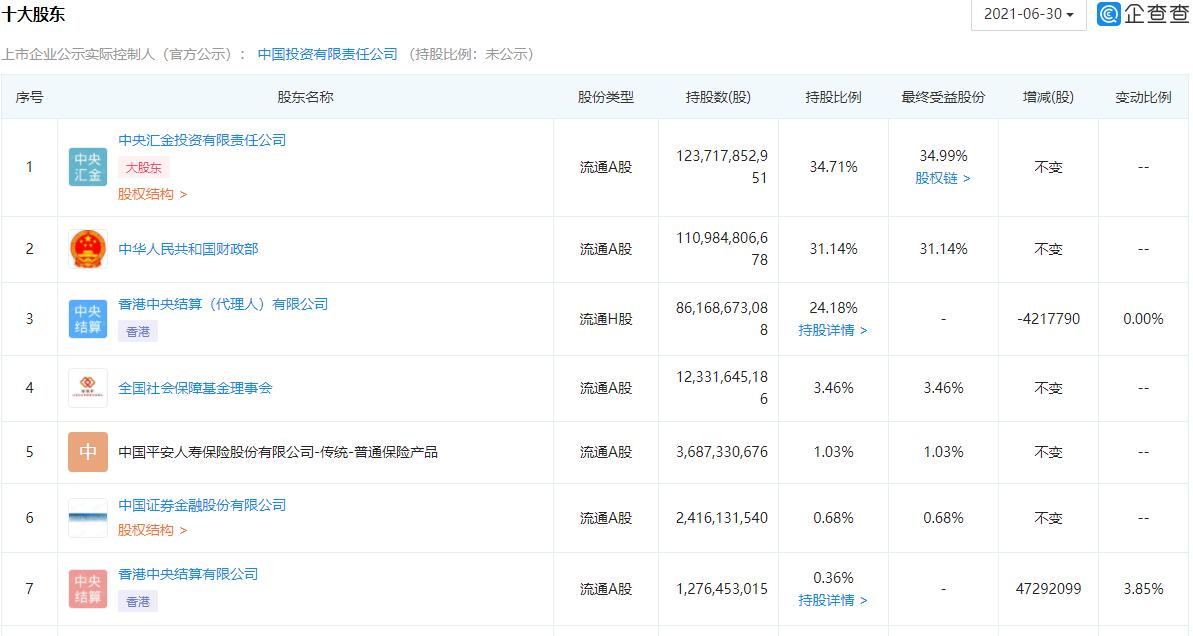 十大股东
2021-06-30
企查查
上市企业公示实际控制人（官方公示）： 中国投资有限责任公司 （持股比例：未公示）
序号 股东名称 股份类型 持股数(股) 持股比例 最终受益股份 增减(股) 变动比例
1
中央
汇金
中央汇金投资有限责任公司
大股东
股权结构 >
流通A股
123,717,852,9
51
34.71%
34.99%
股权链 >
不变
--
2
中华人民共和国财政部
流通A股
110,984,806,6
78
31.14%
31.14%
不变
--
3
中央
结算
香港中央结算（代理人）有限公司
香港
流通H股
86,168,673,08
8
24.18%
持股详情 >
-
-4217790
0.00%
4
全国社会保障基金理事会
流通A股
12,331,645,18
6
3.46%
3.46%
不变
--
5
中
中国平安人寿保险股份有限公司-传统-普通保险产品
流通A股
3,687,330,676
1.03%
1.03%
不变
--
6
中国证券金融股份有限公司
股权结构 >
流通A股
2,416,131,540
0.68%
0.68%
不变
--
7
中央
结算
香港中央结算有限公司
香港
流通A股
1,276,453,015
0.36%
持股详情 >
-
47292099
3.85%